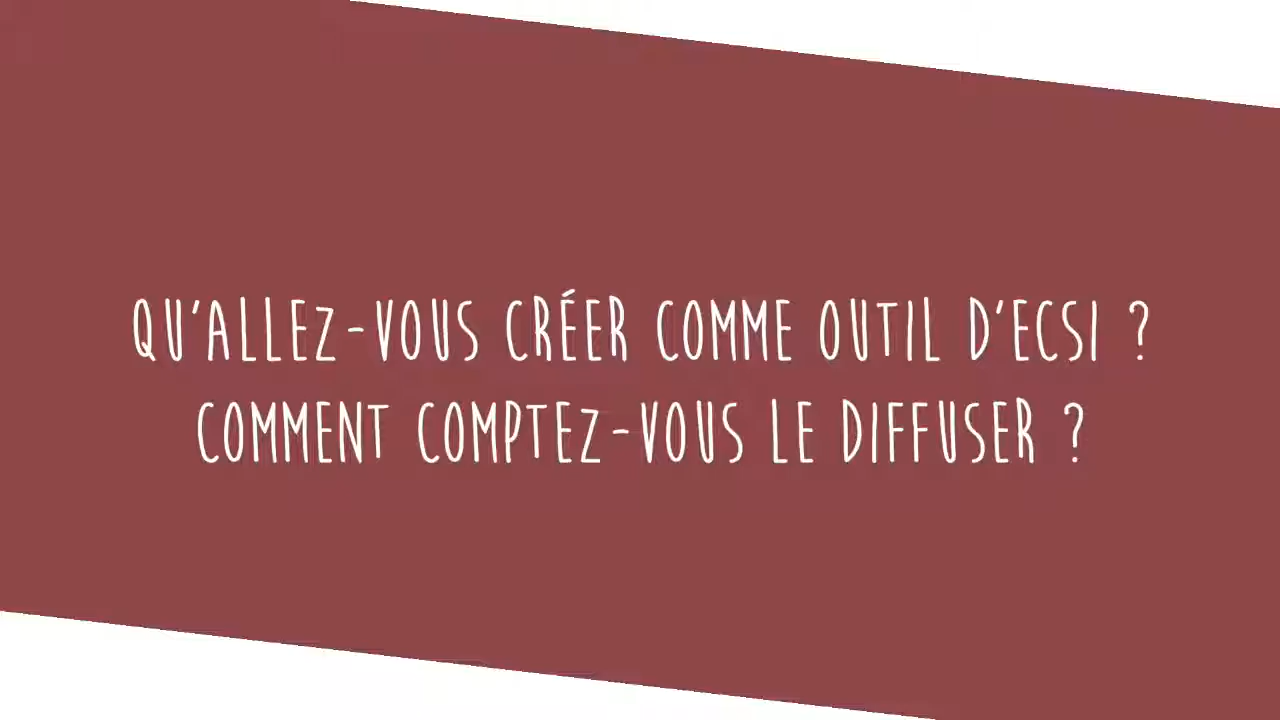 QU'ALLEZ-VOUS CRÉER COMME OUTIL D'ECSI ?
COMMENT COMPTEZ-VOUS LE DIFFUSER ?